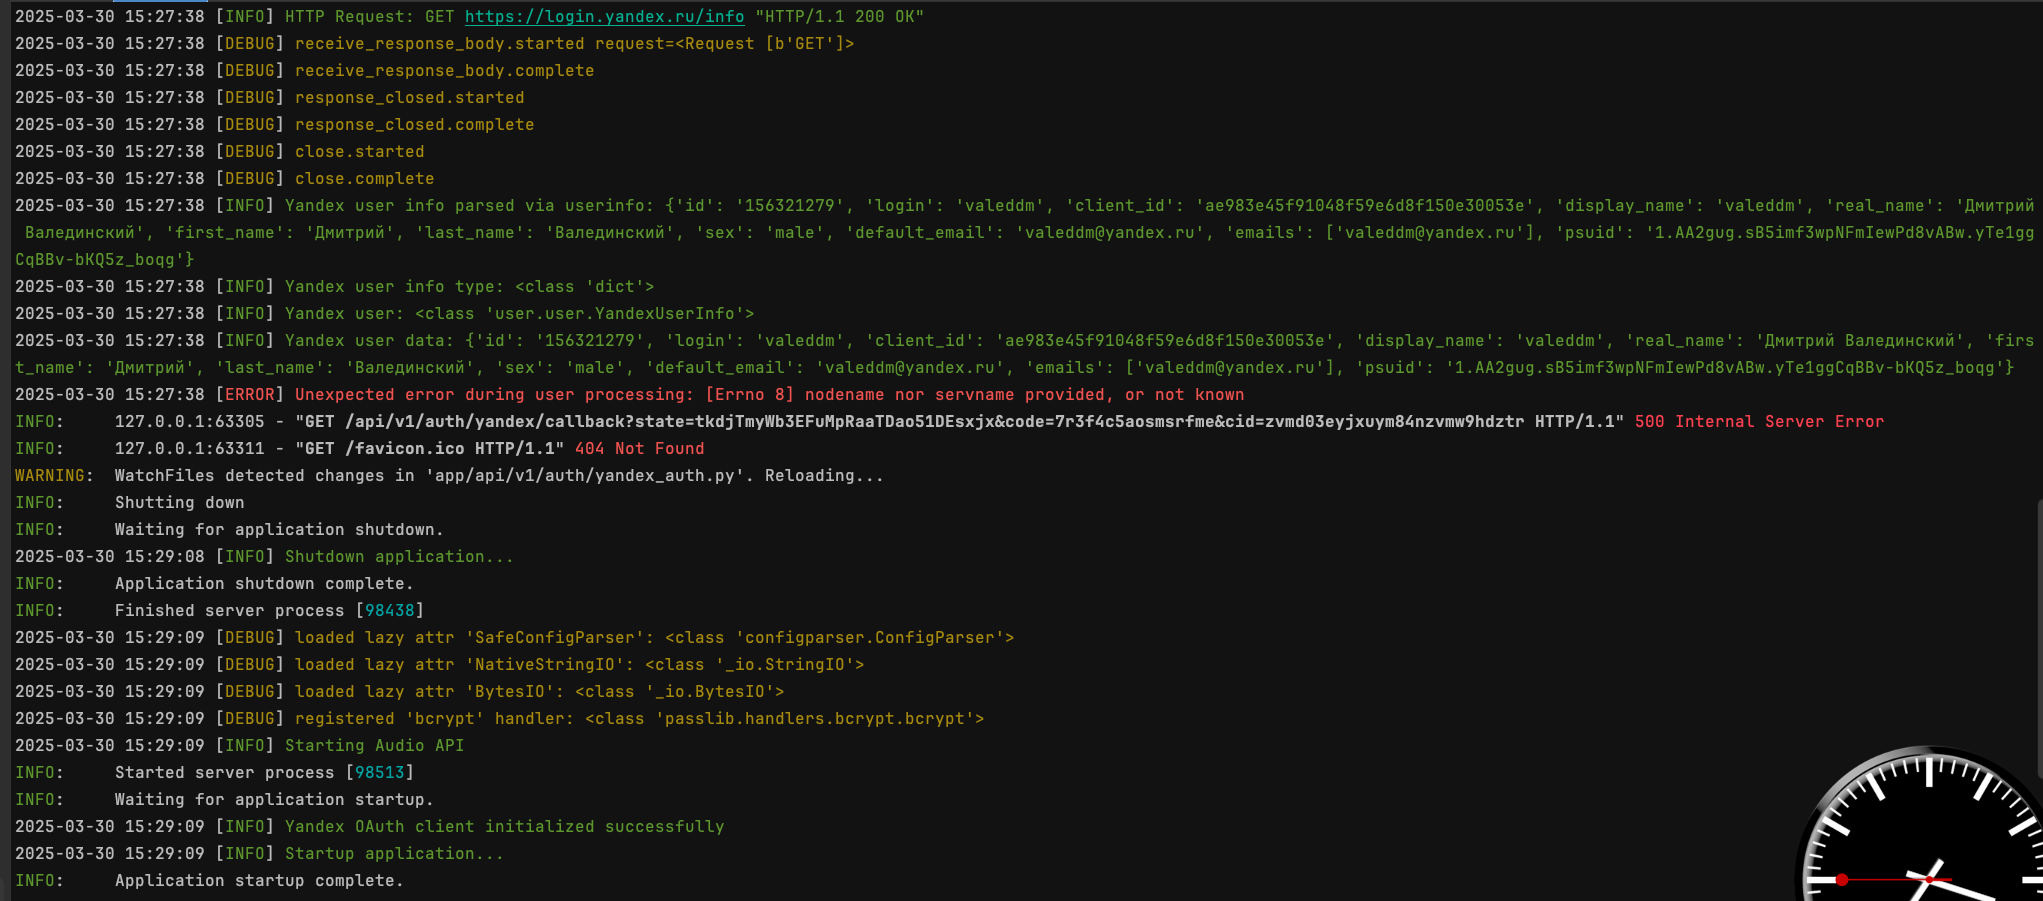 2025-03-30 15:27:38 [INFO] HTTP Request: GET https://login.yandex.ru/info "HTTP/1.1 200 OK"
2025-03-30 15:27:38 [DEBUG] receive_response_body.started request=<Request [b'GET']>
2025-03-30 15:27:38 [DEBUG] receive_response_body.complete
2025-03-30 15:27:38 [DEBUG] response_closed.started
2025-03-30 15:27:38 [DEBUG] response_closed.complete
2025-03-30 15:27:38 [DEBUG] close.started
2025-03-30 15:27:38 [DEBUG] close.complete
2025-03-30 15:27:38 [INFO] Yandex user info parsed via userinfo: {'id': '156321279', 'login': 'valeddm', 'client_id': 'ae983e45f91048f59e6d8f150e30053e', 'display_name': 'valeddm', 'real_name': 'Дмитрий
Валединский', 'first_name': 'Дмитрий', 'last_name': 'Валединский', 'sex': 'male', 'default_email': 'valeddm@yandex.ru', 'emails': ['valeddm@yandex.ru'], 'psuid': '1.AA2gug.sB5imf3wpNFmIewPd8vABw.yTe1gg
CqBBv-bKQ5z_boqg'}
2025-03-30 15:27:38 [INFO] Yandex user info type: <class 'dict'>
2025-03-30 15:27:38 [INFO] Yandex user: <class 'user.user.YandexUserInfo'>
2025-03-30 15:27:38 [INFO] Yandex user data: {'id': '156321279', 'login': 'valeddm', 'client_id': 'ae983e45f91048f59e6d8f150e30053e', 'display_name': 'valeddm', 'real_name': 'Дмитрий Валединский', 'firs
t_name': 'Дмитрий', 'last_name': 'Валединский', 'sex': 'male', 'default_email': 'valeddm@yandex.ru', 'emails': ['valeddm@yandex.ru'], 'psuid': '1.AA2gug.sB5imf3wpNFmIewPd8vABw.yTe1ggCqBBv-bKQ5z_boqg'}
2025-03-30 15:27:38 [ERROR] Unexpected error during user processing: [Errno 8] nodename nor servname provided, or not known
INFO:     127.0.0.1:63305 - "GET /api/v1/auth/yandex/callback?state=tkdjTmyWb3EFuMpRaaTDao51DEsxjx&code=7r3f4c5aosmsrfme&cid=zvmd03eyjxuym84nzvmw9hdztr HTTP/1.1" 500 Internal Server Error
INFO:     127.0.0.1:63311 - "GET /favicon.ico HTTP/1.1" 404 Not Found
WARNING:  WatchFiles detected changes in 'app/api/v1/auth/yandex_auth.py'. Reloading...
INFO:     Shutting down
INFO:     Waiting for application shutdown.
2025-03-30 15:29:08 [INFO] Shutdown application...
INFO:     Application shutdown complete.
INFO:     Finished server process [98438]
2025-03-30 15:29:09 [DEBUG] loaded lazy attr 'SafeConfigParser': <class 'configparser.ConfigParser'>
2025-03-30 15:29:09 [DEBUG] loaded lazy attr 'NativeStringIO': <class '_io.StringIO'>
2025-03-30 15:29:09 [DEBUG] loaded lazy attr 'BytesIO': <class '_io.BytesIO'>
2025-03-30 15:29:09 [DEBUG] registered 'bcrypt' handler: <class 'passlib.handlers.bcrypt.bcrypt'>
2025-03-30 15:29:09 [INFO] Starting Audio API
INFO:     Started server process [98513]
INFO:     Waiting for application startup.
2025-03-30 15:29:09 [INFO] Yandex OAuth client initialized successfully
2025-03-30 15:29:09 [INFO] Startup application...
INFO:     Application startup complete.